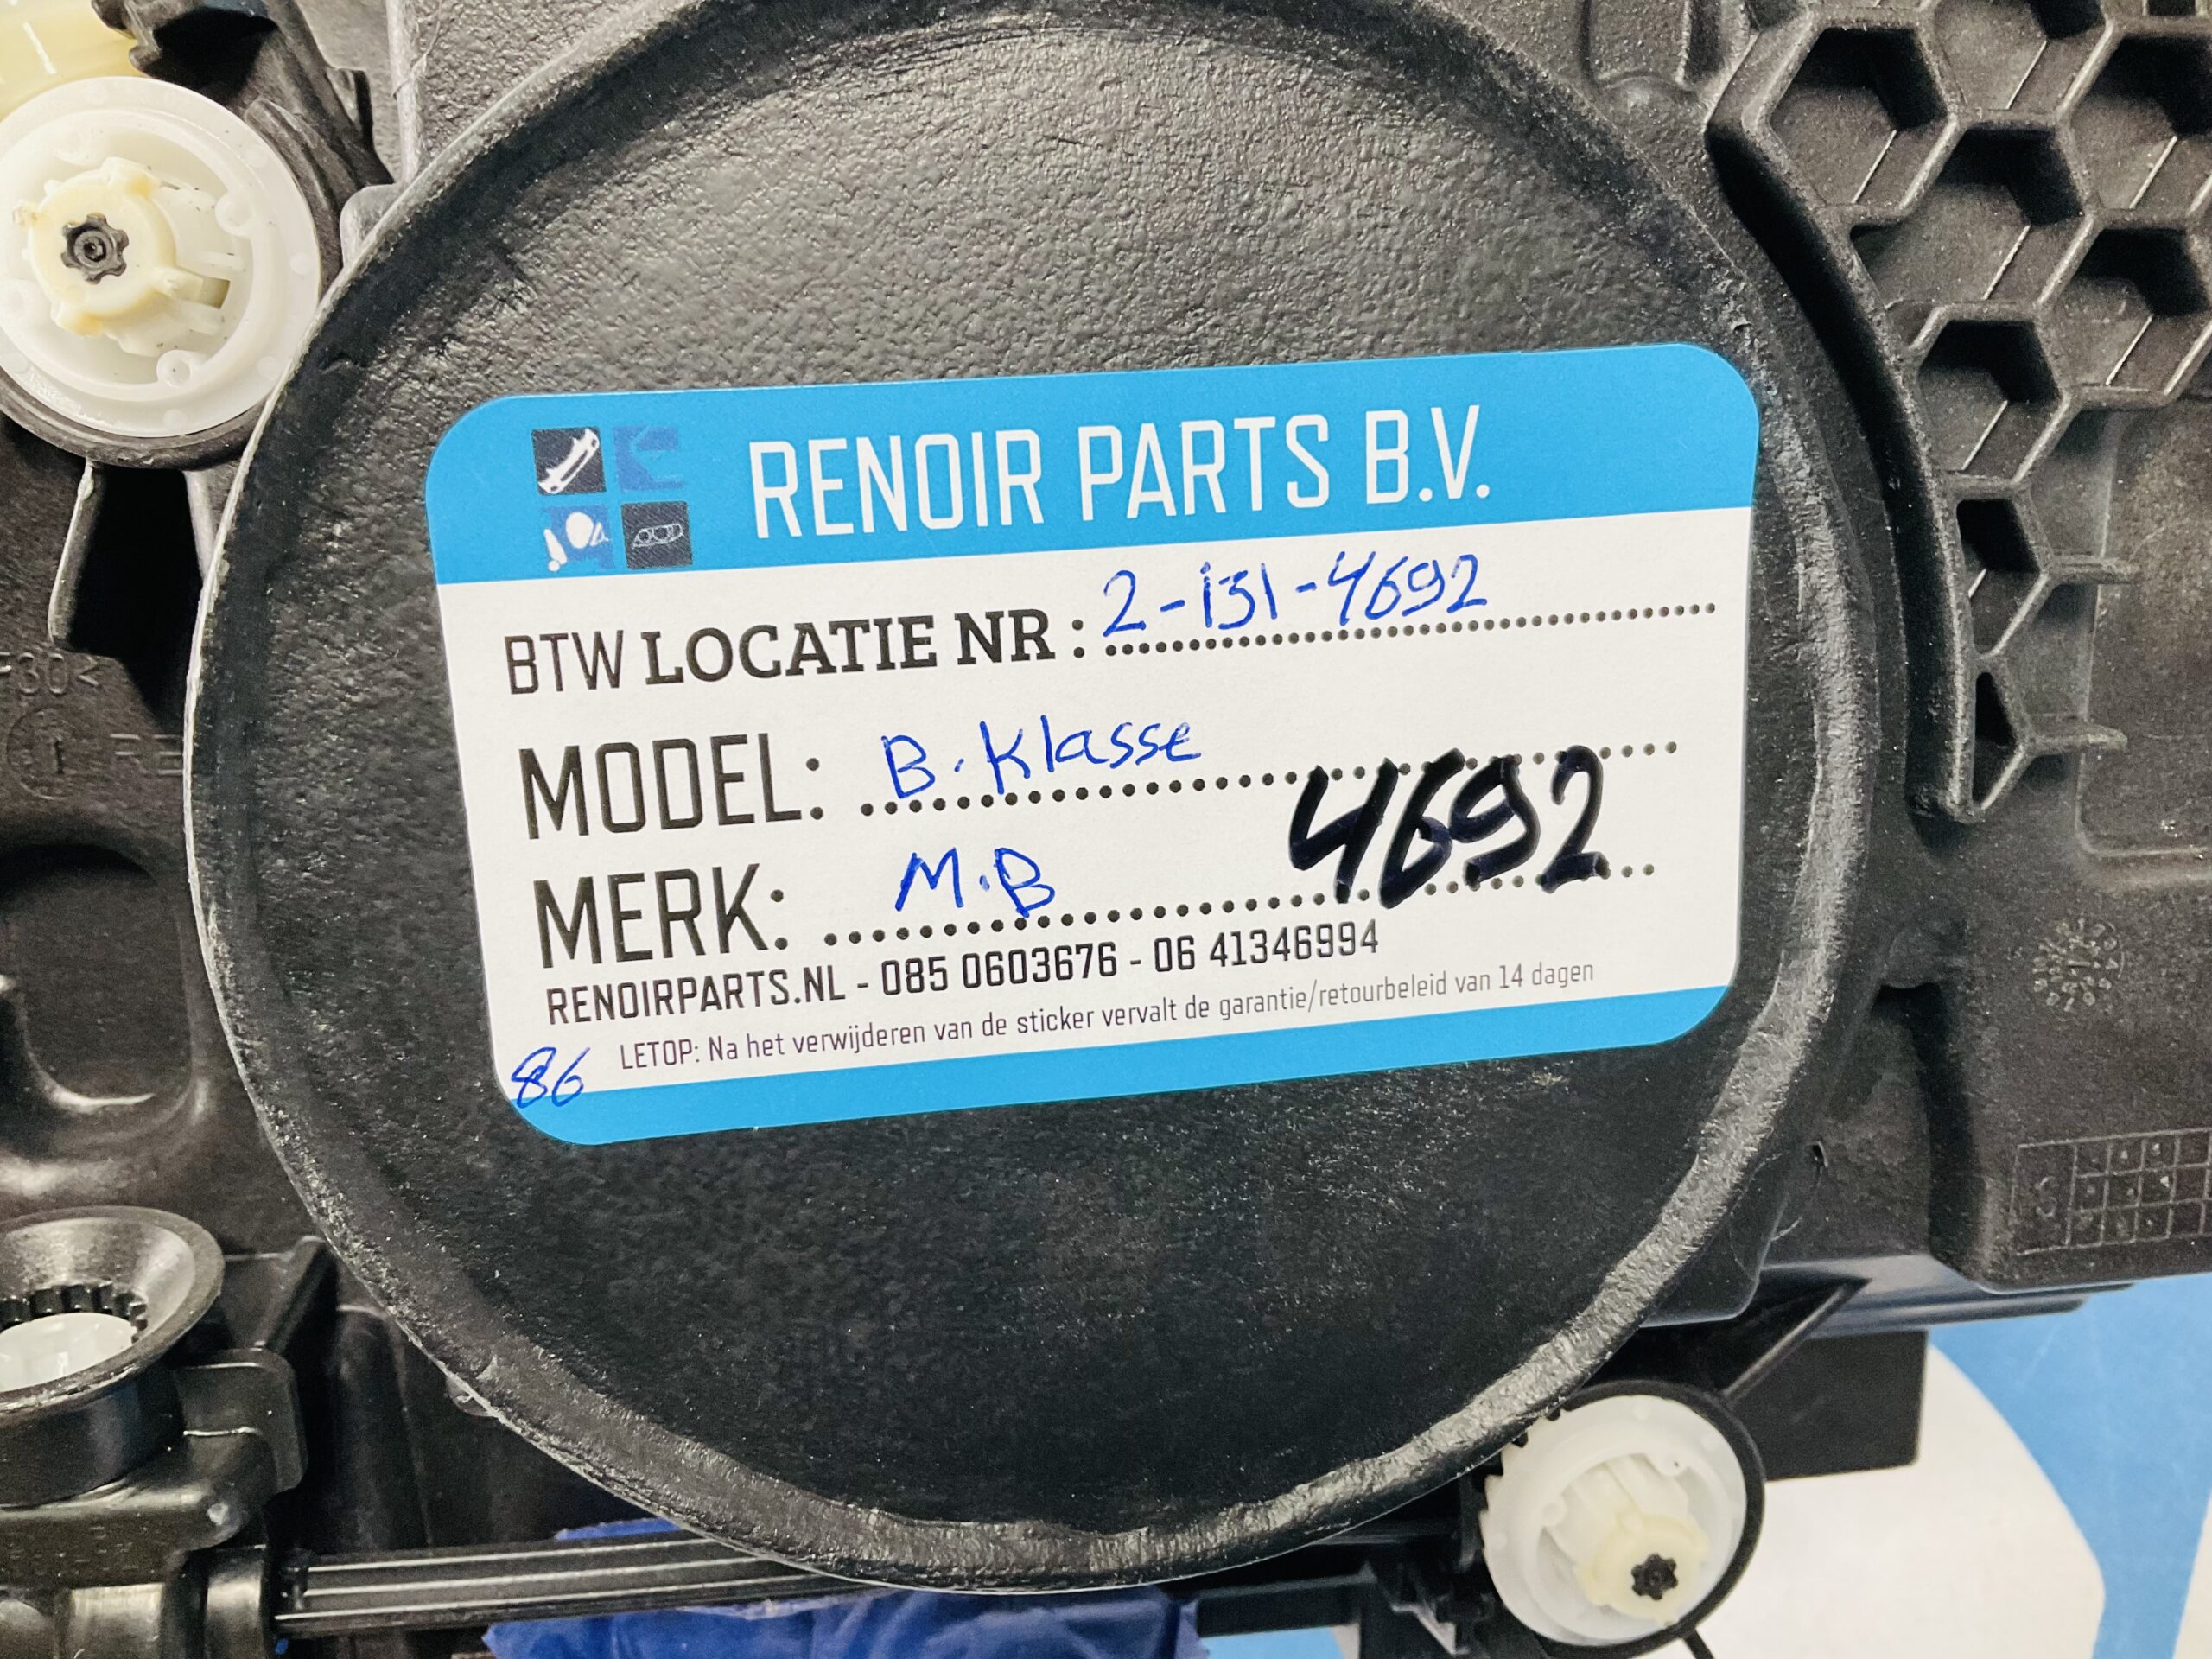 RENOIR PARTS B.V.
BTW LOCATIE NR : 2-131-4692
MODEL: B. Klasse
MERK: M.B 4692
RENOIRPARTS.NL - 085 0603676 - 06 41346994
86 LETOP: Na het verwijderen van de sticker vervalt de garantie/retourbeleid van 14 dagen